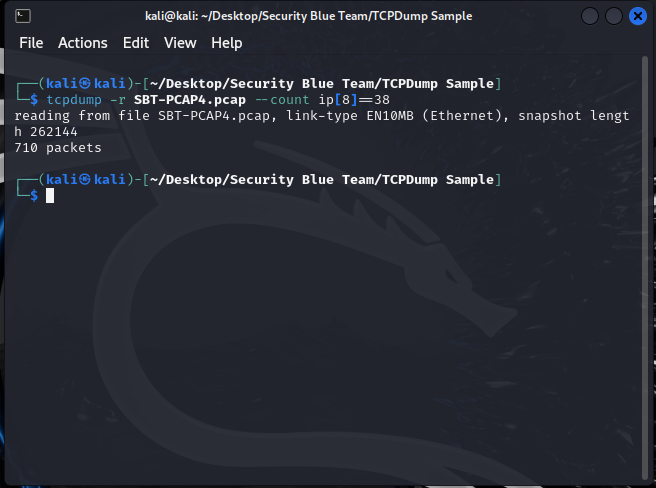 kali@kali: ~/Desktop/Security Blue Team/TCPDump Sample
File Actions Edit View Help
┌──(kali㉿kali)-[~/Desktop/Security Blue Team/TCPDump Sample]
└─$ tcpdump -r SBT-PCAP4.pcap --count ip[8]==38
reading from file SBT-PCAP4.pcap, link-type EN10MB (Ethernet), snapshot lengt
h 262144
710 packets
┌──(kali㉿kali)-[~/Desktop/Security Blue Team/TCPDump Sample]
└─$